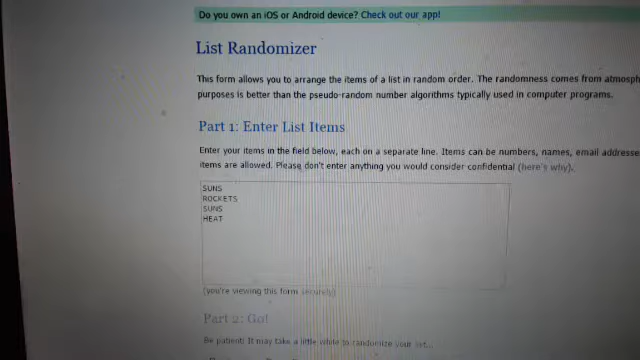 Do you own an iOS or Android device? Check out our app!
List Randomizer
This form allows you to arrange the items of a list in random order. The randomness comes from atmosph
purposes is better than the pseudo-random number algorithms typically used in computer programs.
Part 1: Enter List Items
Enter your items in the field below, each on a separate line. Items can be numbers, names, email addresse
items are allowed. Please don't enter anything you would consider confidential (here's why).
SUNS
ROCKETS
SUNS
HEAT
(you're viewing this form securely)
Part 2: Go!
Be patient! It may take a little while to randomize your list...